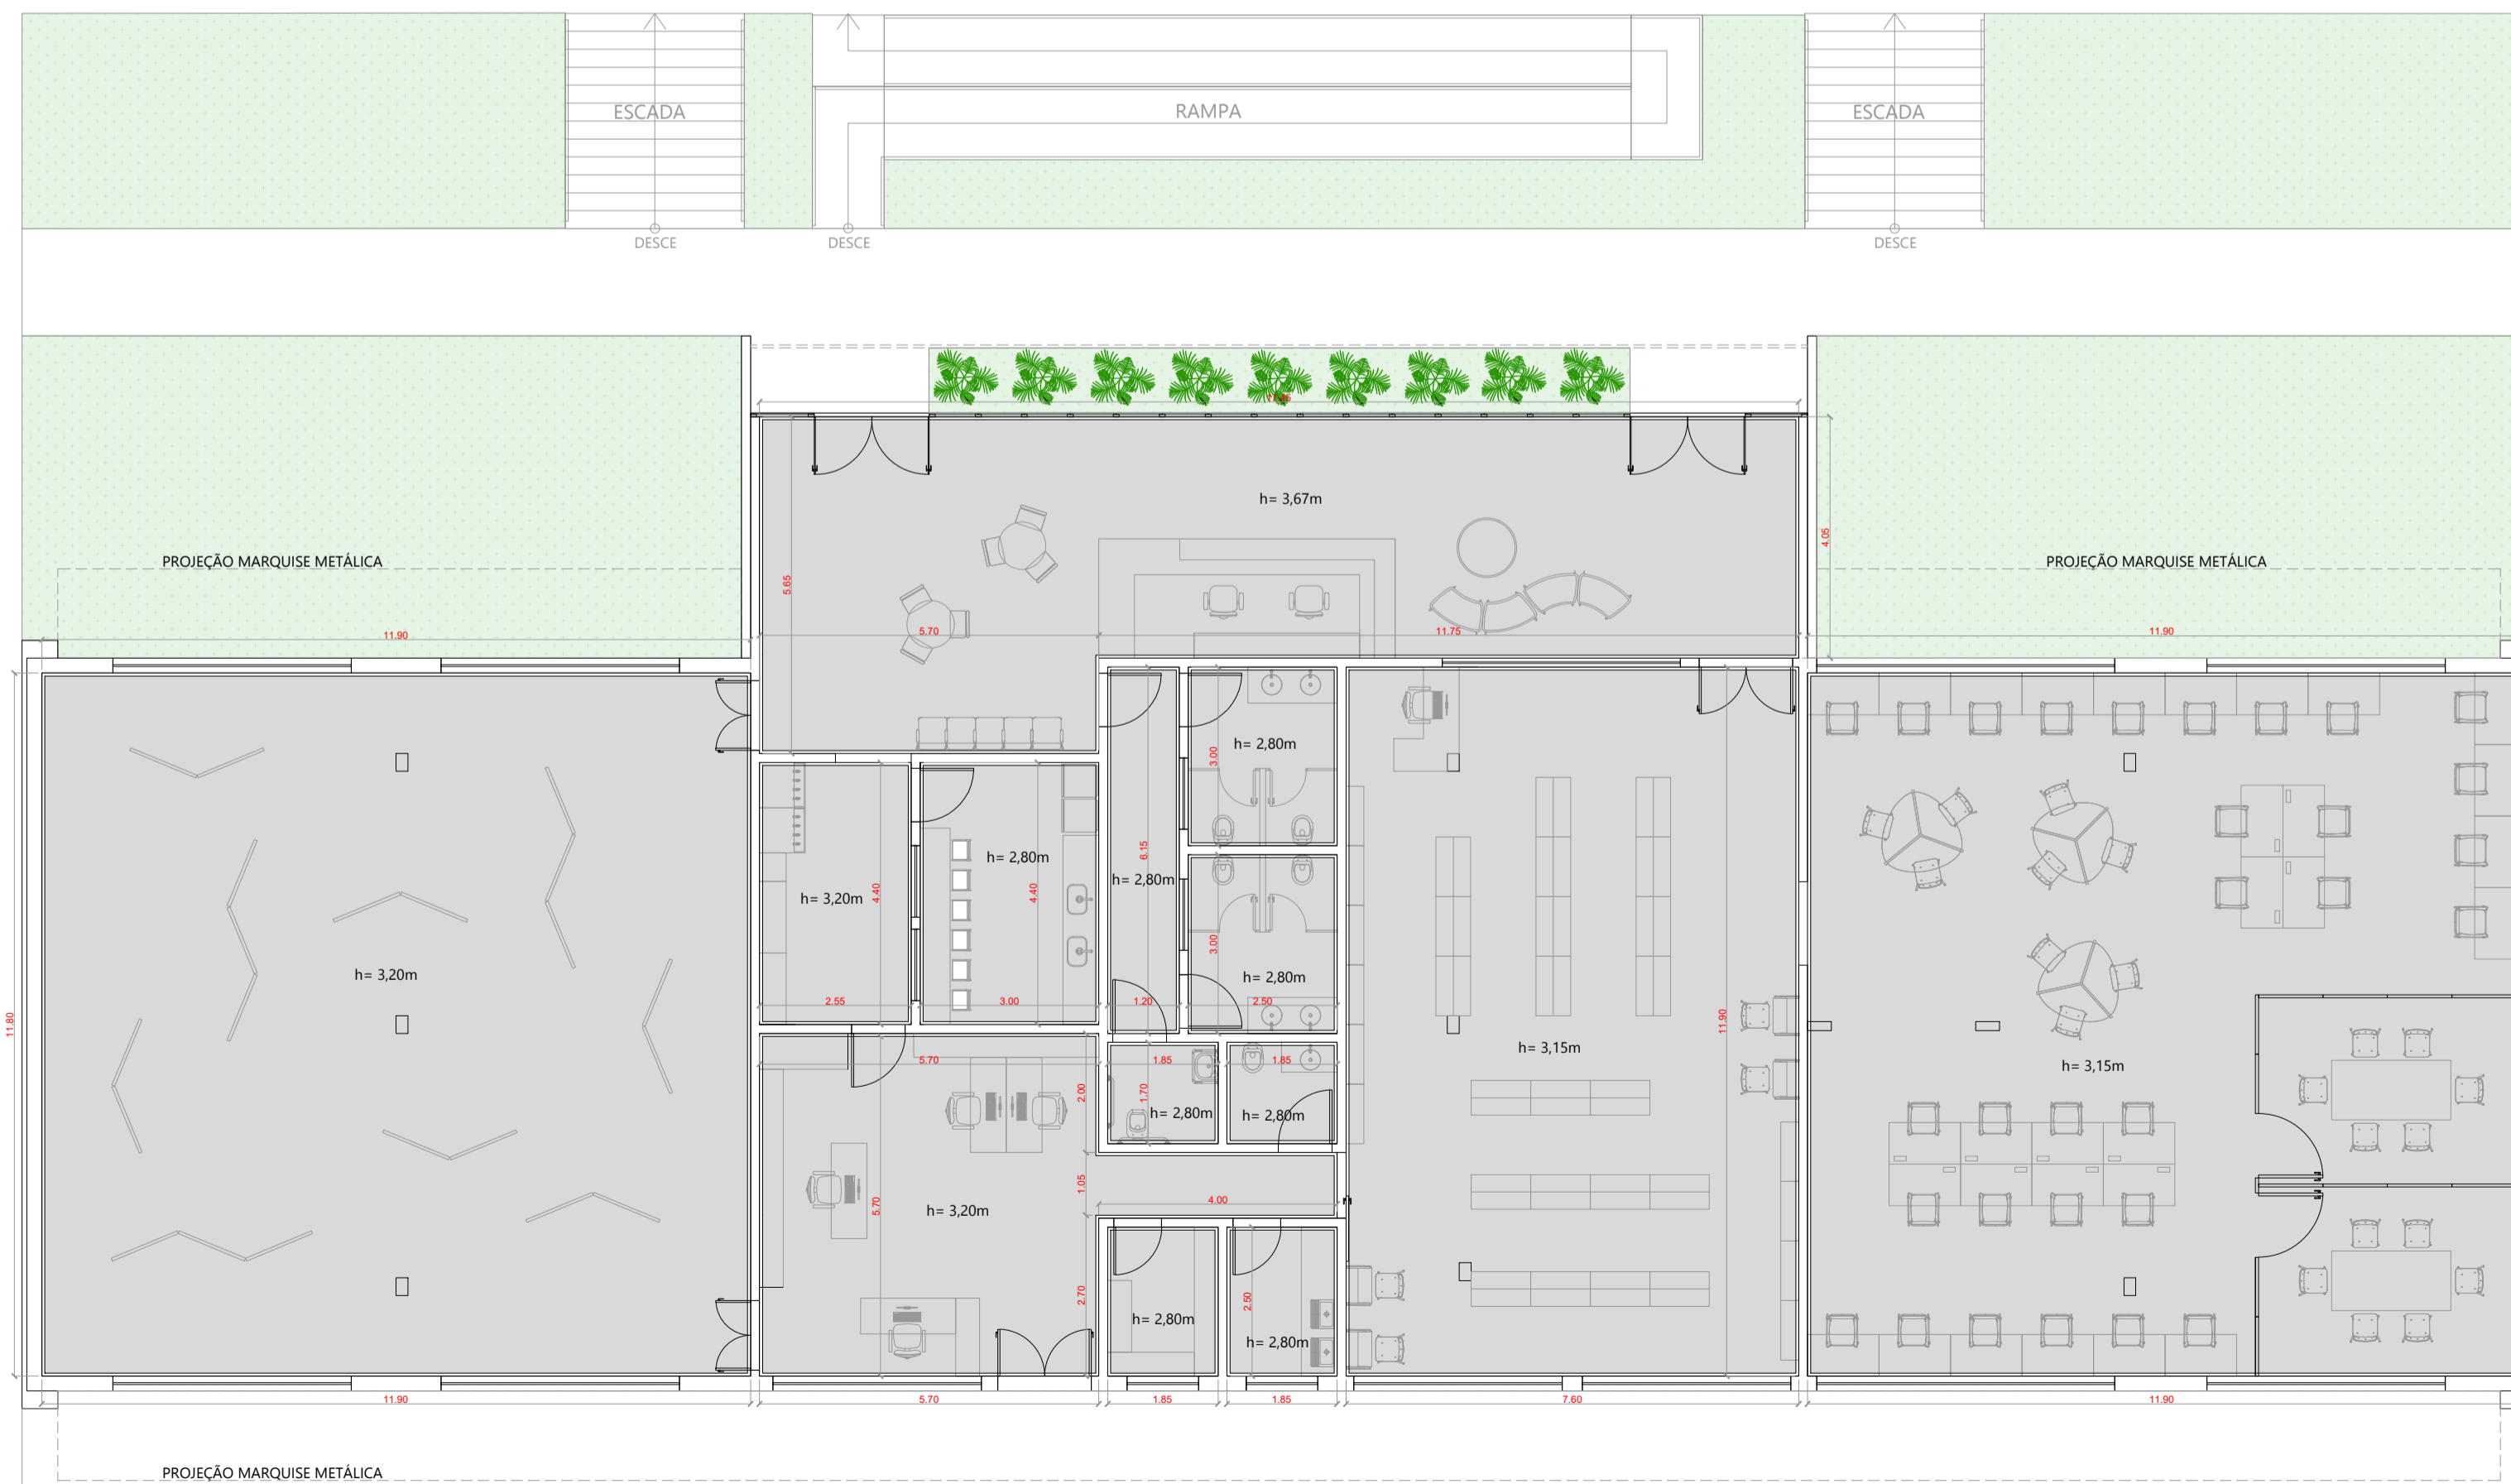 ESCADA
RAMPA
ESCADA
DESCE
DESCE
DESCE
h= 3,67m
4.05
PROJEÇÃO MARQUISE METÁLICA
PROJEÇÃO MARQUISE METÁLICA
5.65
11.90
5.70
11.75
11.90
h= 2,80m
3.00
h= 2,80m
6.15
h= 2,80m
h= 3,20m
4.40
4.40
3.00
h= 3,20m
h= 2,80m
2.55
3.00
1.20
2.50
11.80
11.90
h= 3,15m
h= 3,15m
5.70
1.85
1.85
2.00
1.70
h= 2,80m
h= 2,80m
1.05
4.00
5.70
h= 3,20m
2.70
2.50
h= 2,80m
h= 2,80m
11.90
5.70
1.85
1.85
7.60
11.90
PROJEÇÃO MARQUISE METÁLICA